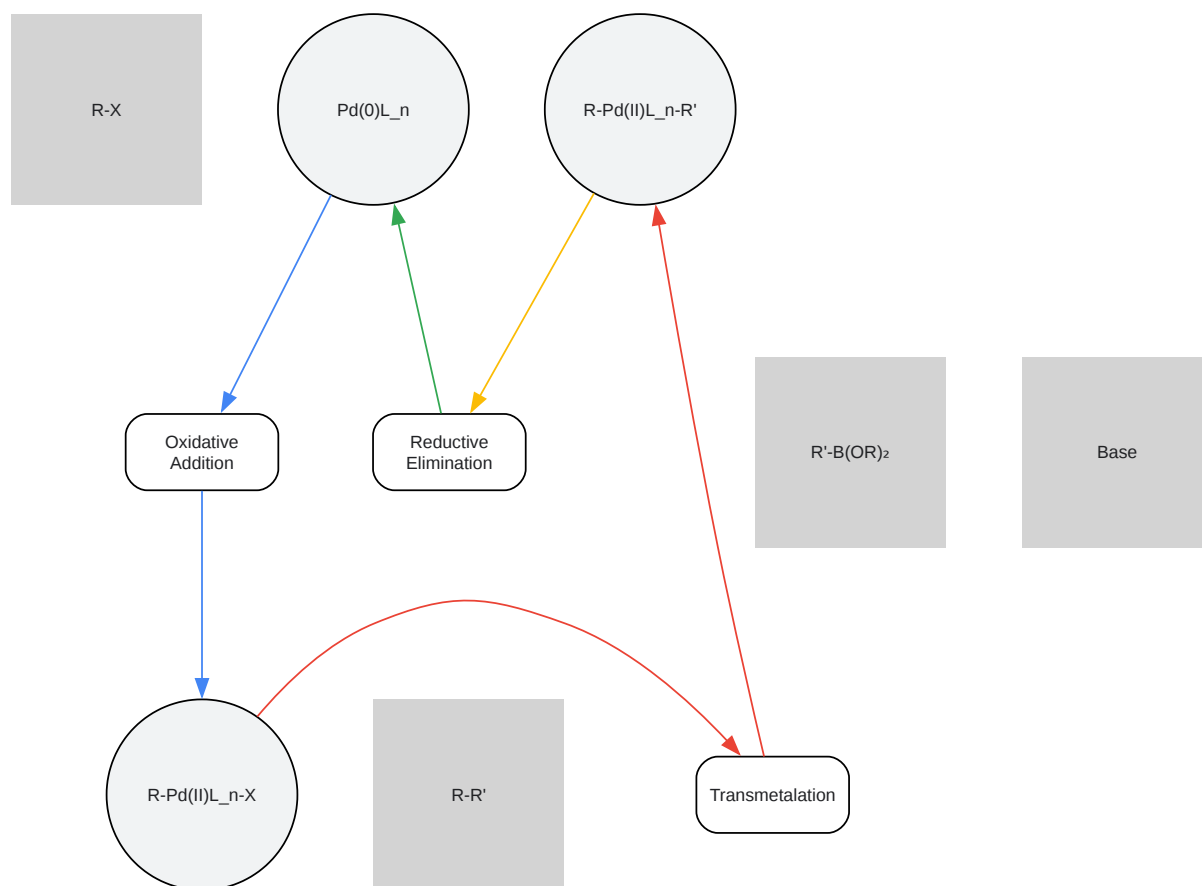 R-X
Pd(0)L_n
R-Pd(II)L_n-R'
Oxidative
Addition
Reductive
Elimination
R'-B(OR)₂
Base
R-Pd(II)L_n-X
R-R'
Transmetalation